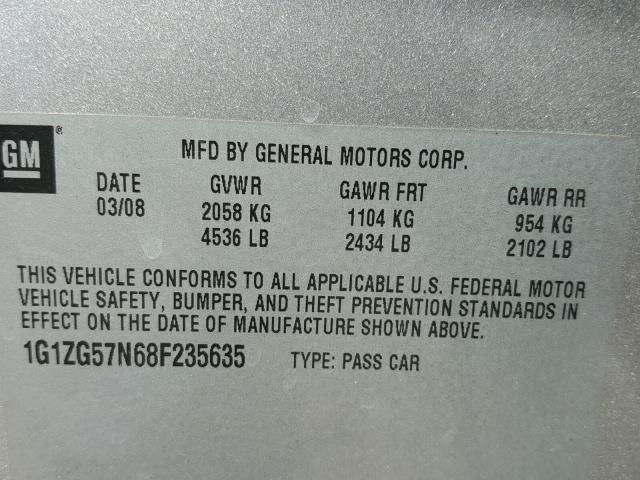 GM®
MFD BY GENERAL MOTORS CORP.
DATE GVWR GAWR FRT GAWR RR
03/08 2058 KG 1104 KG 954 KG
4536 LB 2434 LB 2102 LB
THIS VEHICLE CONFORMS TO ALL APPLICABLE U.S. FEDERAL MOTOR
VEHICLE SAFETY, BUMPER, AND THEFT PREVENTION STANDARDS IN
EFFECT ON THE DATE OF MANUFACTURE SHOWN ABOVE.
1G1ZG57N68F235635 TYPE: PASS CAR